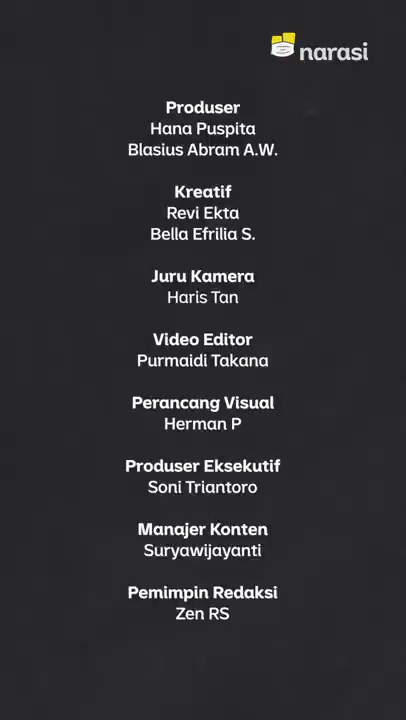 narasi
Produser
Hana Puspita
Blasius Abram A.W.
Kreatif
Revi Ekta
Bella Efrilia S.
Juru Kamera
Haris Tan
Video Editor
Purmaidi Takana
Perancang Visual
Herman P
Produser Eksekutif
Soni Triantoro
Manajer Konten
Suryawijayanti
Pemimpin Redaksi
Zen RS